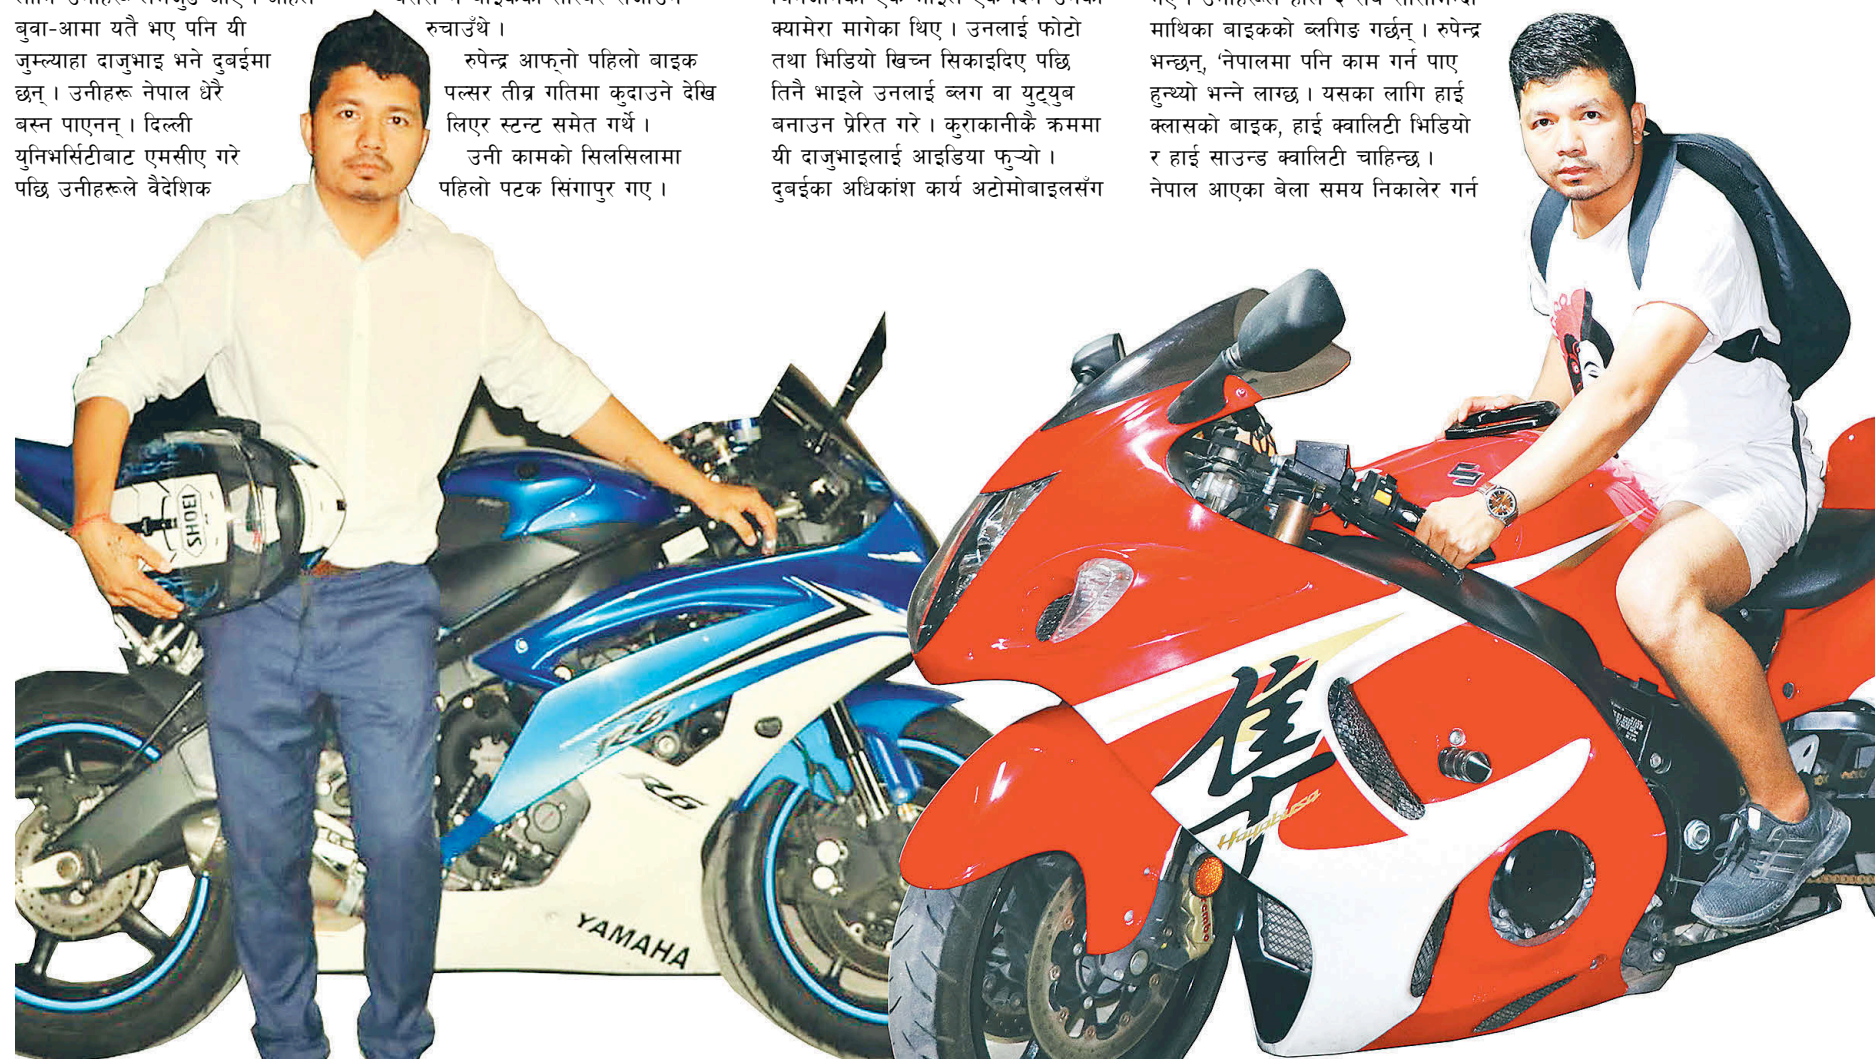 बुवा-आमा यतै भए पनि यी
जुम्ल्याहा दाजुभाइ भने दुबईमा
छन् । उनीहरू नेपाल धेरै
बस्न पाएनन् । दिल्ली
युनिभर्सिटीबाट एमसीए गरे
पछि उनीहरूले वैदेशिक
रुचाउँथे ।
रुपेन्द्र आफ्नो पहिलो बाइक
पल्सर तीव्र गतिमा कुदाउने देखि
लिएर स्टन्ट समेत गर्थे ।
उनी कामको सिलसिलामा
पहिलो पटक सिंगापुर गए ।
क्यामेरा मागेका थिए । उनलाई फोटो
तथा भिडियो खिच्न सिकाइदिए पछि
तिनै भाइले उनलाई ब्लग वा युट्युब
बनाउन प्रेरित गरे । कुराकानीकै क्रममा
यी दाजुभाइलाई आइडिया फुऱ्यो ।
दुबईका अधिकांश कार्य अटोमोबाइलसँग
माथिका बाइकको ब्लगिङ गर्छन् । रुपेन्द्र
भन्छन्, ‘नेपालमा पनि काम गर्न पाए
हुन्थ्यो भन्ने लाग्छ । यसका लागि हाई
क्लासको बाइक, हाई क्वालिटी भिडियो
र हाई साउन्ड क्वालिटी चाहिन्छ ।
नेपाल आएका बेला समय निकालेर गर्न
SHOEI
R6
R6
YAMAHA
隼
Hayabusa
brembo